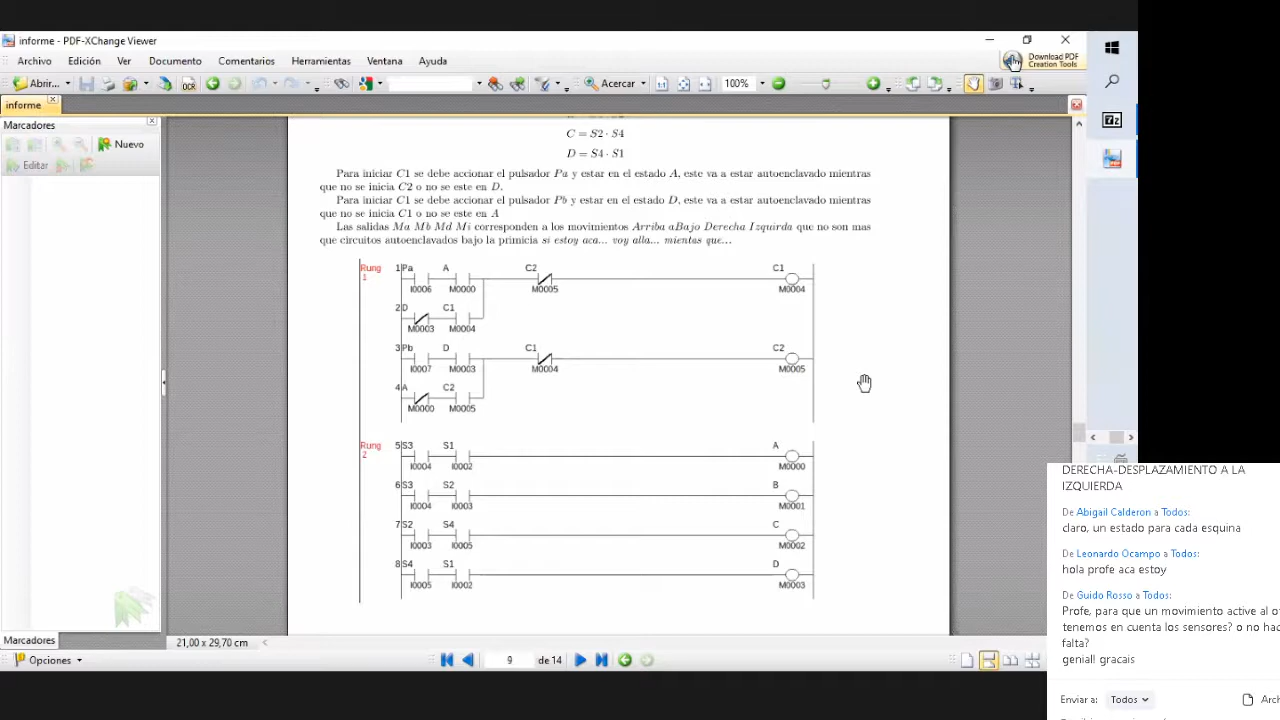 informe - PDF-XChange Viewer
Archivo Edición Ver Documento Comentarios Herramientas Ventana Ayuda
Download PDF
Creation Tools
Abrir... OCR Acercar 100%
informe
Marcadores
Nuevo
Editar
C = S2 · S4
D = S4 · S1
Para iniciar C1 se debe accionar el pulsador Pa y estar en el estado A, este va a estar autoenclavado mientras
que no se inicia C2 o no se este en D.
Para iniciar C1 se debe accionar el pulsador Pb y estar en el estado D, este va a estar autoenclavado mientras
que no se inicia C1 o no se este en A
Las salidas Ma Mb Md Mi corresponden a los movimientos Arriba aBajo Derecha Izquirda que no son mas
que circuitos autoenclavados bajo la primicia si estoy aca... voy alla... mientas que...
Rung 1 Pa A C2 C1
1 I0006 M0000 M0005 M0004
2 D C1
M0003 M0004
3 Pb D C1 C2
I0007 M0003 M0004 M0005
4 A C2
M0000 M0005
Rung 5 S3 S1 A
2 I0004 I0002 M0000
6 S3 S2 B
I0004 I0003 M0001
7 S2 S4 C
I0003 I0005 M0002
8 S4 S1 D
I0005 I0002 M0003
Marcadores
21,00 x 29,70 cm
Opciones 9 de 14
DERECHA-DESPLAZAMIENTO A LA
IZQUIERDA
De Abigail Calderon a Todos:
claro, un estado para cada esquina
De Leonardo Ocampo a Todos:
hola profe aca estoy
De Guido Rosso a Todos:
Profe, para que un movimiento active al o
tenemos en cuenta los sensores? o no hac
falta?
genial! gracais
Enviar a: Todos Arch